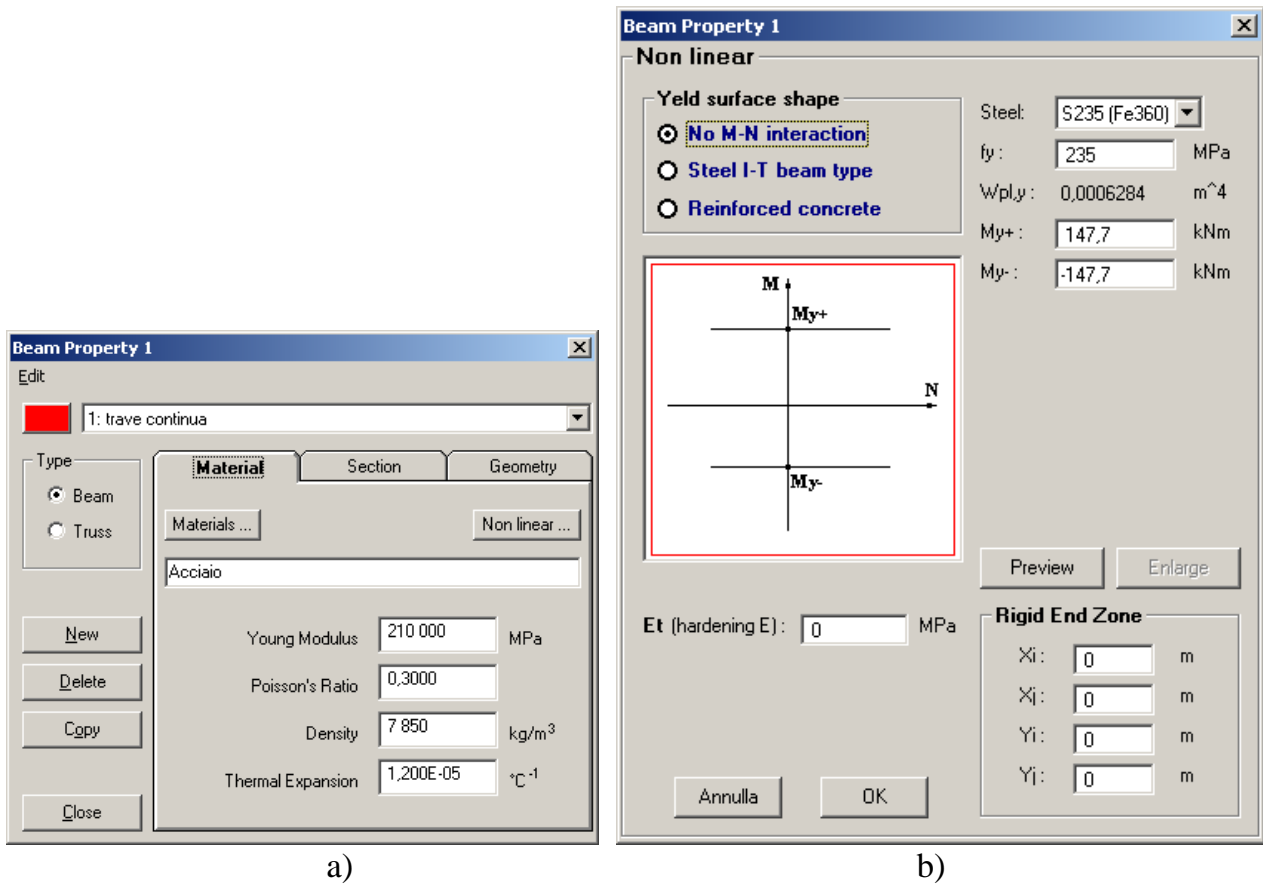 Beam Property 1
Edit
1: trave continua
Type
Beam
Truss
New
Delete
Copy
Close
Material Section Geometry
Materials ... Non linear ...
Acciaio
Young Modulus 210 000 MPa
Poisson's Ratio 0,3000
Density 7 850 kg/m³
Thermal Expansion 1,200E-05 °C⁻¹
a)
Beam Property 1
Non linear
Yeld surface shape
No M-N interaction
Steel I-T beam type
Reinforced concrete
Steel: S235 (Fe360)
fy : 235 MPa
Wpl,y : 0,0006284 m^4
My+ : 147,7 kNm
My- : -147,7 kNm
M
My+
N
My-
Preview Enlarge
Et (hardening E) : 0 MPa
Rigid End Zone
Xi : 0 m
Xj : 0 m
Yi : 0 m
Yj : 0 m
Annulla OK
b)